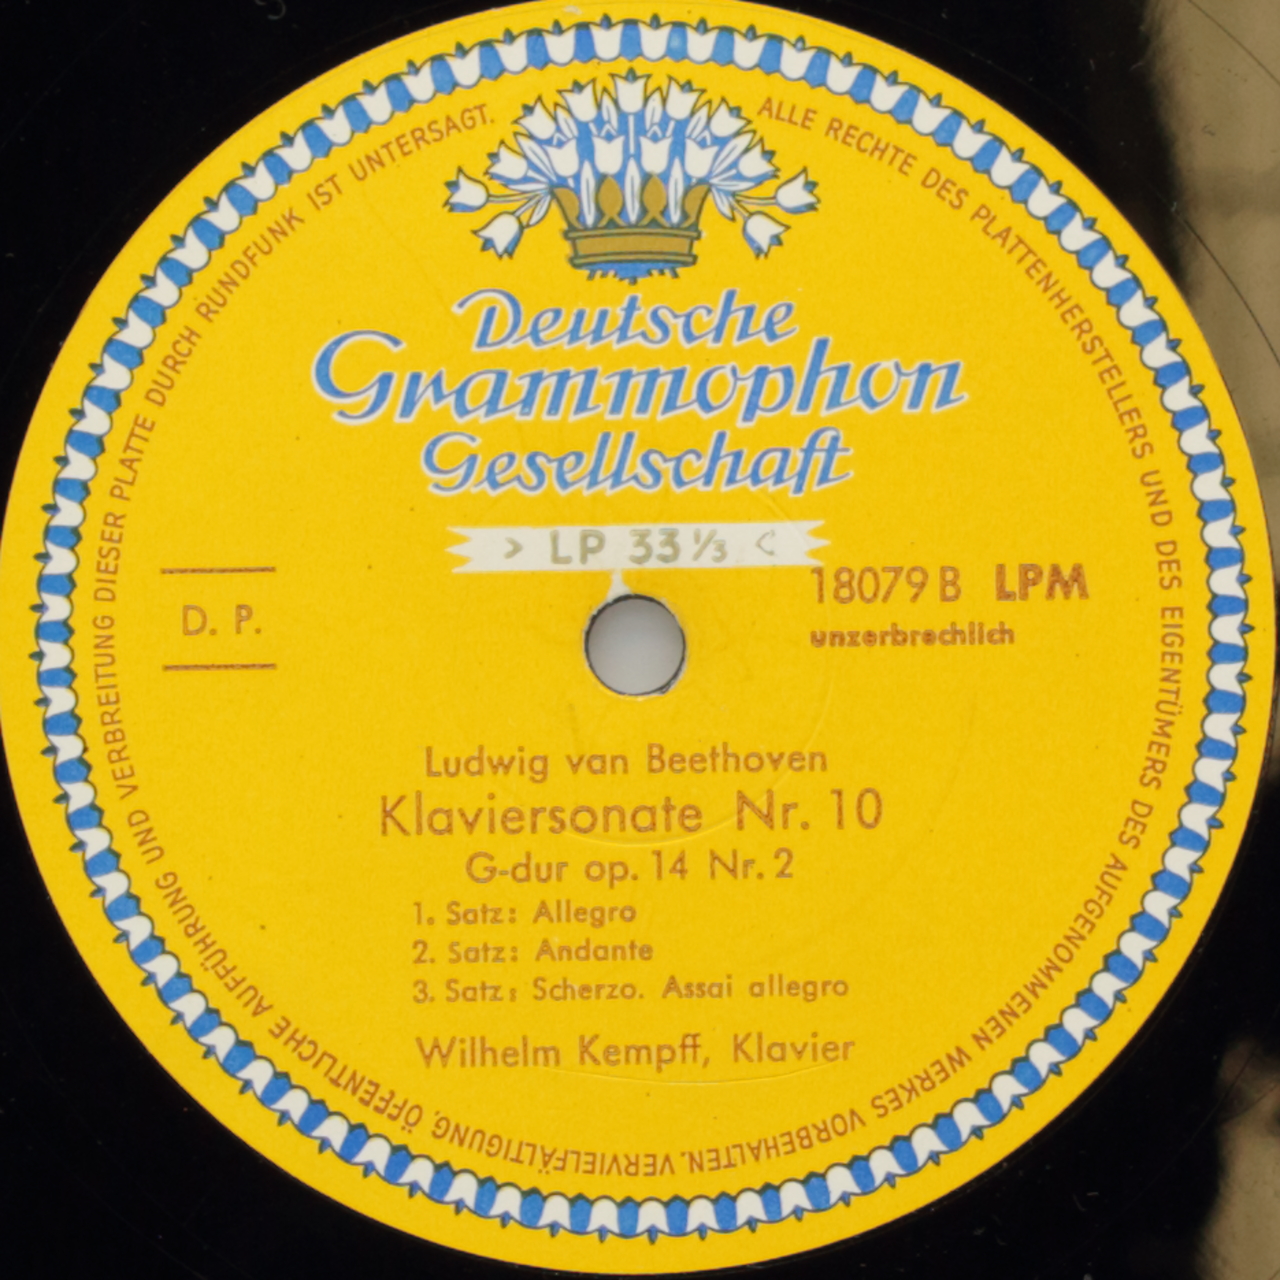 Deutsche
Grammophon
Gesellschaft
> LP 33 ⅓ <
18079 B LPM
unzerbrechlich
D. P.
Ludwig van Beethoven
Klaviersonate Nr. 10
G-dur op. 14 Nr. 2
1. Satz: Allegro
2. Satz: Andante
3. Satz: Scherzo. Assai allegro
Wilhelm Kempff, Klavier
ALLE RECHTE DES PLATTENHERSTELLERS UND DES EIGENTÜMERS DES AUFGENOMMENEN WERKES VORBEHALTEN. VERVIELFÄLTIGUNG, ÖFFENTLICHE AUFFÜHRUNG UND VERBREITUNG DIESER PLATTE DURCH RUNDFUNK IST UNTERSAGT.